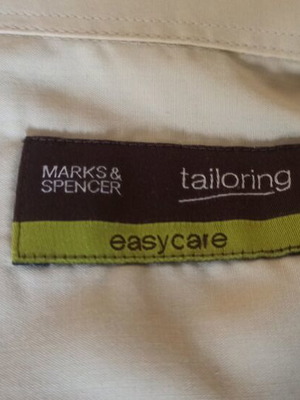 MARKS &
SPENCER
tailoring
easycare